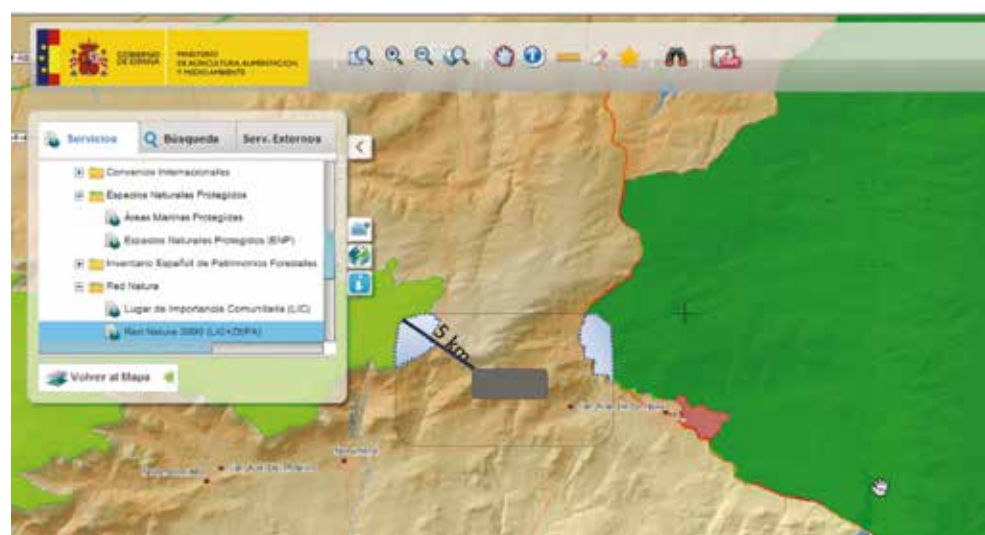 GOBIERNO
DE ESPAÑA
MINISTERIO
DE AGRICULTURA, ALIMENTACIÓN
Y MEDIO AMBIENTE
Servicios
Búsqueda
Serv. Externos
Convenios Internacionales
Espacios Naturales Protegidos
Áreas Marinas Protegidas
Espacios Naturales Protegidos (ENP)
Inventario Español de Patrimonios Forestales
Red Natura
Lugar de Importancia Comunitaria (LIC)
Red Natura 2000 (LIC+ZEPA)
Volver al Mapa
5 km